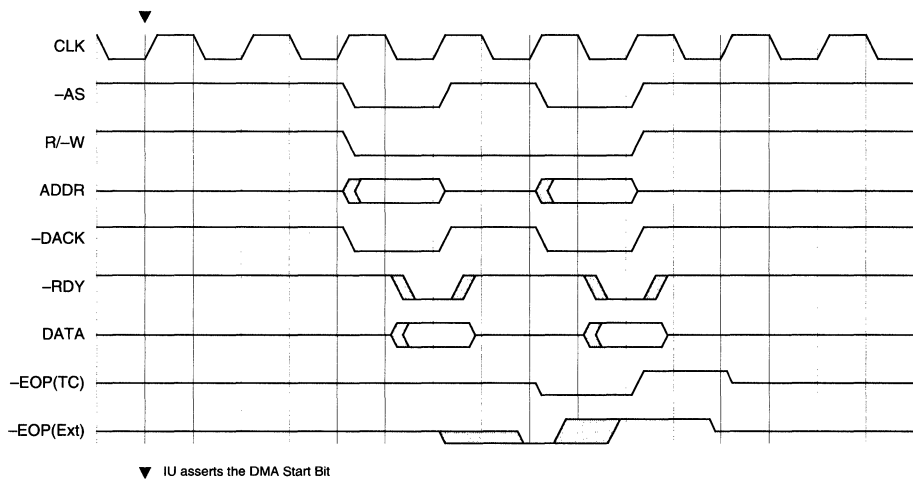 CLK
–AS
R/–W
ADDR
–DACK
–RDY
DATA
–EOP(TC)
–EOP(Ext)
▼ IU asserts the DMA Start Bit